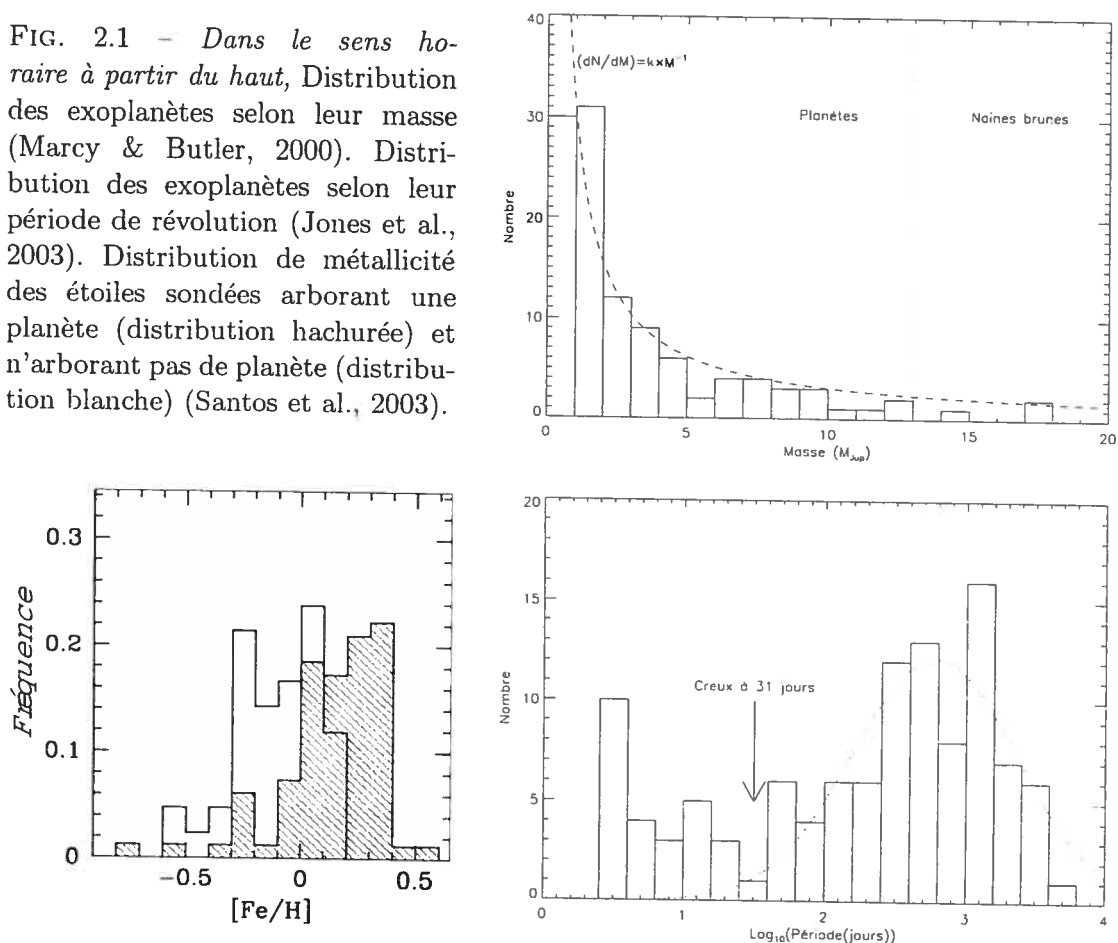 FIG. 2.1 – Dans le sens ho-
raire à partir du haut, Distribution
des exoplanètes selon leur masse
(Marcy & Butler, 2000). Distri-
bution des exoplanètes selon leur
période de révolution (Jones et al.,
2003). Distribution de métallicité
des étoiles sondées arborant une
planète (distribution hachurée) et
n'arborant pas de planète (distribu-
tion blanche) (Santos et al., 2003).
40
30
20
10
0
Nombre
(dN/dM)=k×M⁻¹
Planètes
Naines brunes
0 5 10 15 20
Masse (M_Jup)
0.3
0.2
0.1
0
Fréquence
−0.5 0 0.5
[Fe/H]
20
15
10
5
0
Nombre
Creux à 31 jours
0 1 2 3 4
Log₁₀(Période(jours))